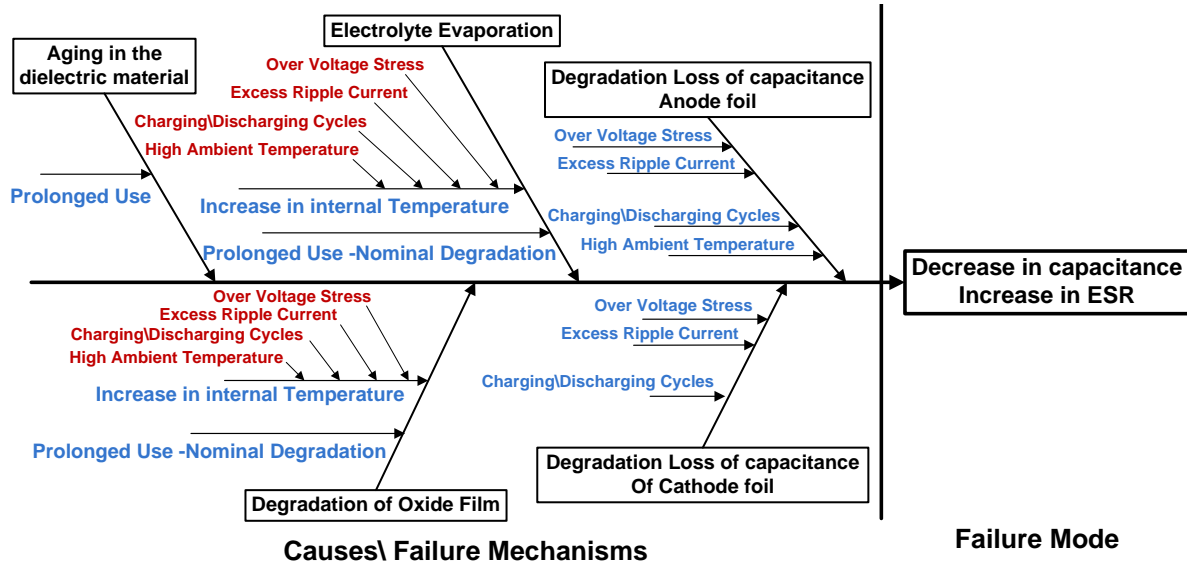 Aging in the
dielectric material
Prolonged Use
Electrolyte Evaporation
Over Voltage Stress
Excess Ripple Current
Charging\Discharging Cycles
High Ambient Temperature
Increase in internal Temperature
Prolonged Use -Nominal Degradation
Degradation Loss of capacitance
Anode foil
Over Voltage Stress
Excess Ripple Current
Charging\Discharging Cycles
High Ambient Temperature
Decrease in capacitance
Increase in ESR
Over Voltage Stress
Excess Ripple Current
Charging\Discharging Cycles
High Ambient Temperature
Increase in internal Temperature
Prolonged Use -Nominal Degradation
Degradation of Oxide Film
Over Voltage Stress
Excess Ripple Current
Charging\Discharging Cycles
Degradation Loss of capacitance
Of Cathode foil
Causes\ Failure Mechanisms
Failure Mode